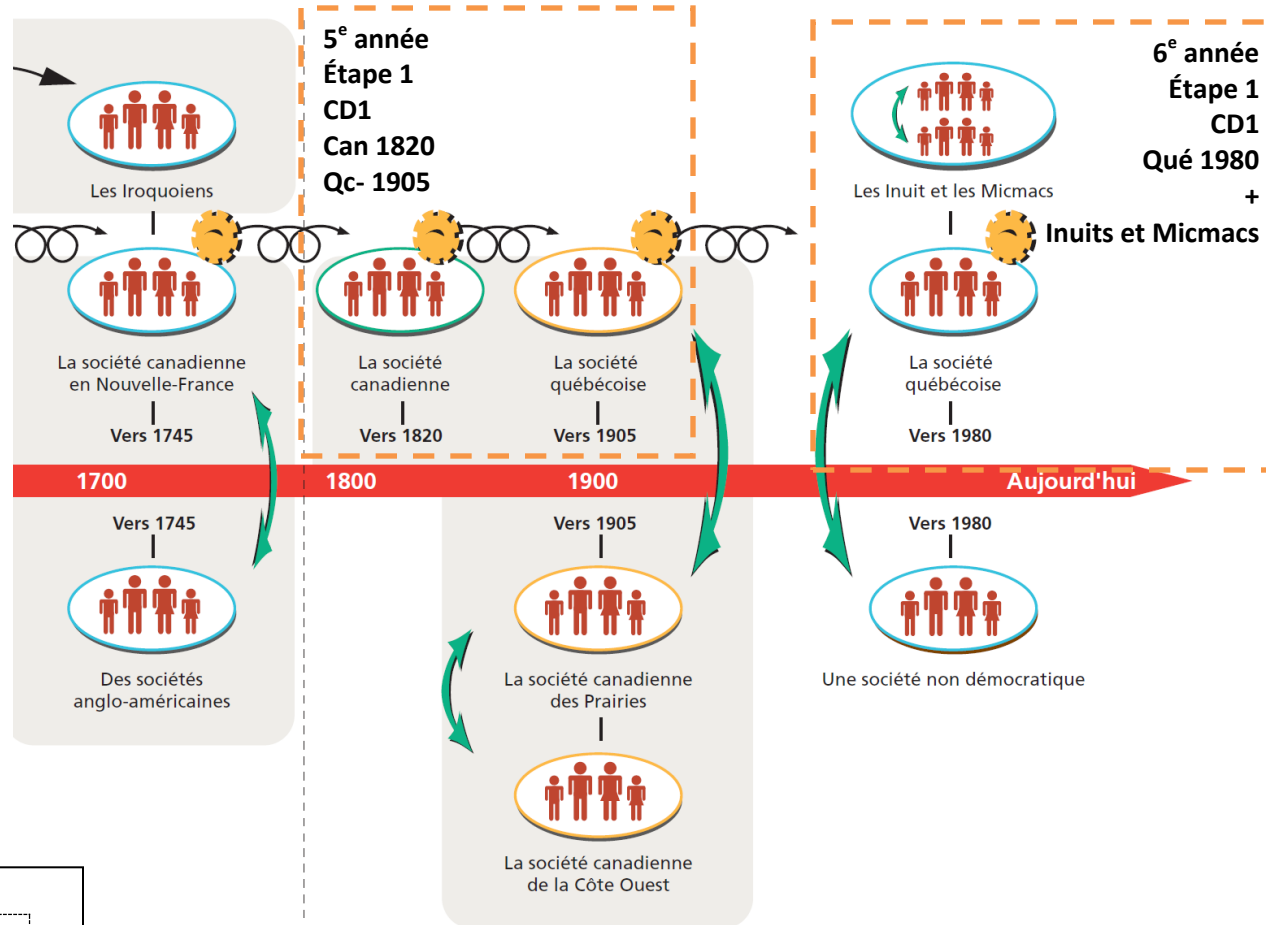 5e année
Étape 1
CD1
Can 1820
Qc- 1905
6e année
Étape 1
CD1
Qué 1980
+
Inuits et Micmacs
Les Iroquoiens
Les Inuit et les Micmacs
La société canadienne
en Nouvelle-France
Vers 1745
La société
canadienne
Vers 1820
La société
québécoise
Vers 1905
La société
québécoise
Vers 1980
1700
1800
1900
Aujourd'hui
Vers 1745
Des sociétés
anglo-américaines
Vers 1905
La société canadienne
des Prairies
La société canadienne
de la Côte Ouest
Vers 1980
Une société non démocratique